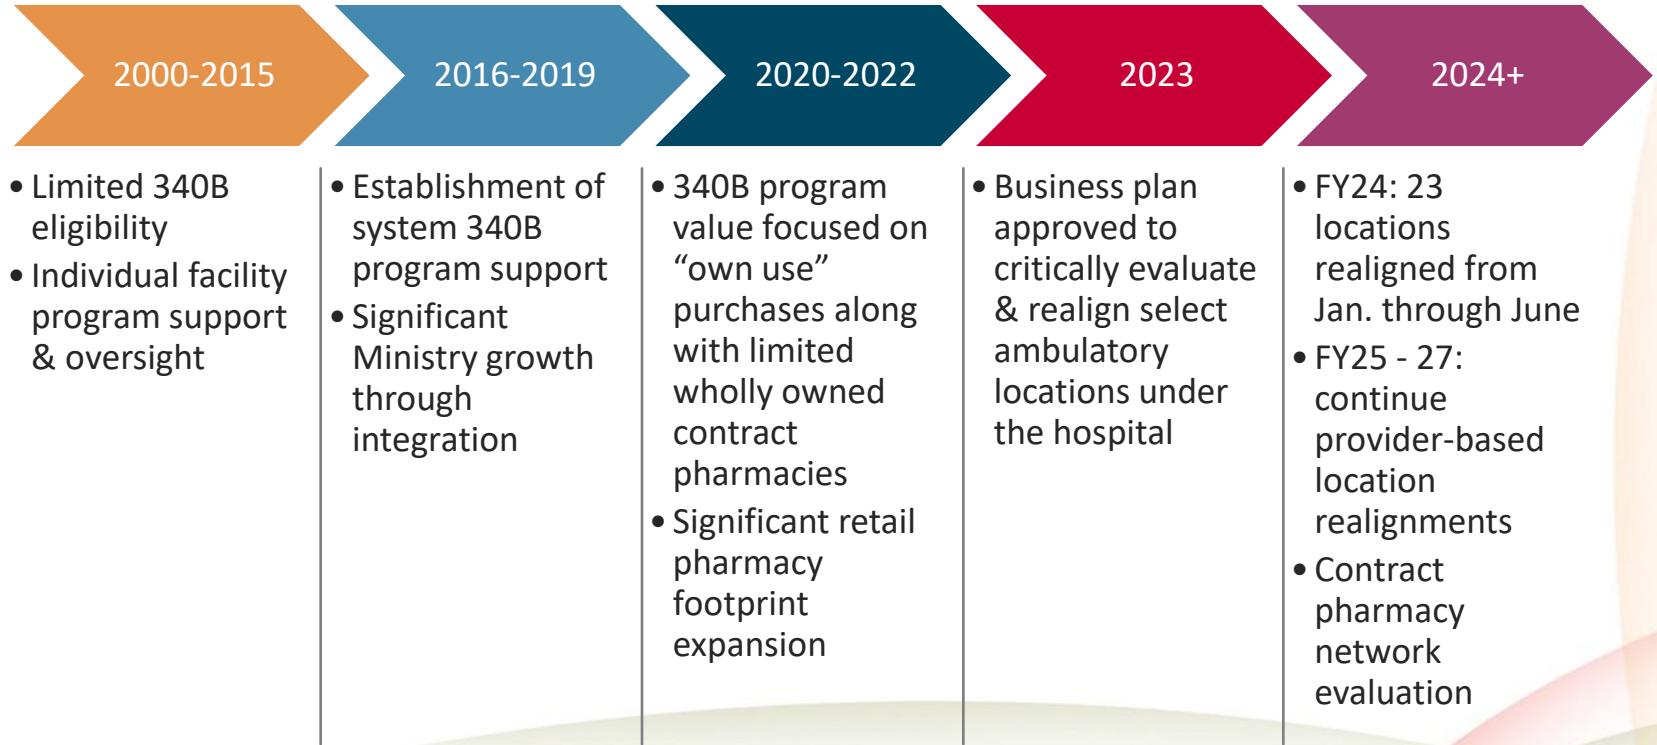 2000-2015
2016-2019
2020-2022
2023
2024+
• Limited 340B
eligibility
• Individual facility
program support
& oversight
• Establishment of
system 340B
program support
• Significant
Ministry growth
through
integration
• 340B program
value focused on
“own use”
purchases along
with limited
wholly owned
contract
pharmacies
• Significant retail
pharmacy
footprint
expansion
• Business plan
approved to
critically evaluate
& realign select
ambulatory
locations under
the hospital
• FY24: 23
locations
realigned from
Jan. through June
• FY25 - 27:
continue
provider-based
location
realignments
• Contract
pharmacy
network
evaluation